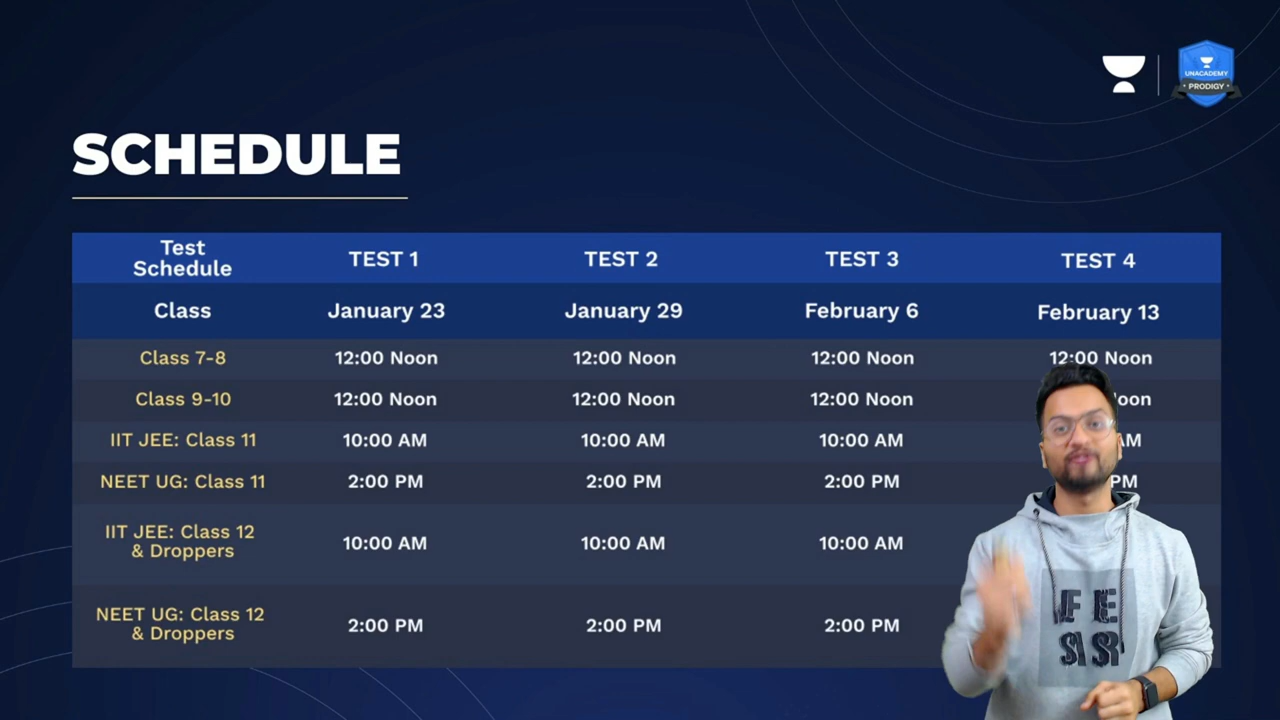 UNACADEMY
PRODIGY
SCHEDULE
Test
Schedule
TEST 1
TEST 2
TEST 3
TEST 4
Class
January 23
January 29
February 6
February 13
Class 7-8
12:00 Noon
12:00 Noon
12:00 Noon
12:00 Noon
Class 9-10
12:00 Noon
12:00 Noon
12:00 Noon
IIT JEE: Class 11
10:00 AM
10:00 AM
10:00 AM
AM
NEET UG: Class 11
2:00 PM
2:00 PM
2:00 PM
PM
IIT JEE: Class 12
& Droppers
10:00 AM
10:00 AM
10:00 AM
NEET UG: Class 12
& Droppers
2:00 PM
2:00 PM
2:00 PM